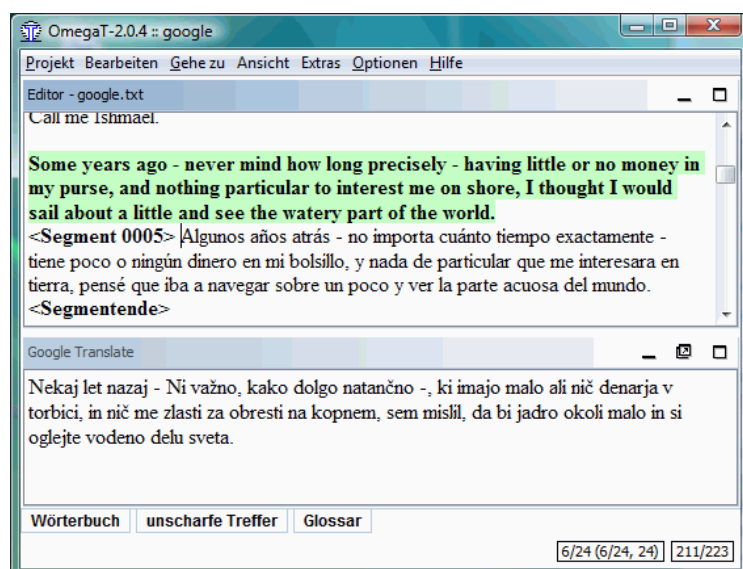 OmegaT-2.0.4 :: google
Projekt Bearbeiten Gehe zu Ansicht Extras Optionen Hilfe
Editor - google.txt
Call me Ishmael.
Some years ago - never mind how long precisely - having little or no money in
my purse, and nothing particular to interest me on shore, I thought I would
sail about a little and see the watery part of the world.
<Segment 0005> Algunos años atrás - no importa cuánto tiempo exactamente -
tiene poco o ningún dinero en mi bolsillo, y nada de particular que me interesara en
tierra, pensé que iba a navegar sobre un poco y ver la parte acuosa del mundo.
<Segmentende>
Google Translate
Nekaj let nazaj - Ni važno, kako dolgo natančno -, ki imajo malo ali nič denarja v
torbici, in nič me zlasti za obresti na kopnem, sem mislil, da bi jadro okoli malo in si
oglejte vodeno delu sveta.
Wörterbuch unscharfe Treffer Glossar
6/24 (6/24, 24) 211/223